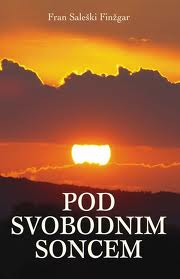 Fran Saleški Finžgar
POD
SVOBODNIM
SONCEM